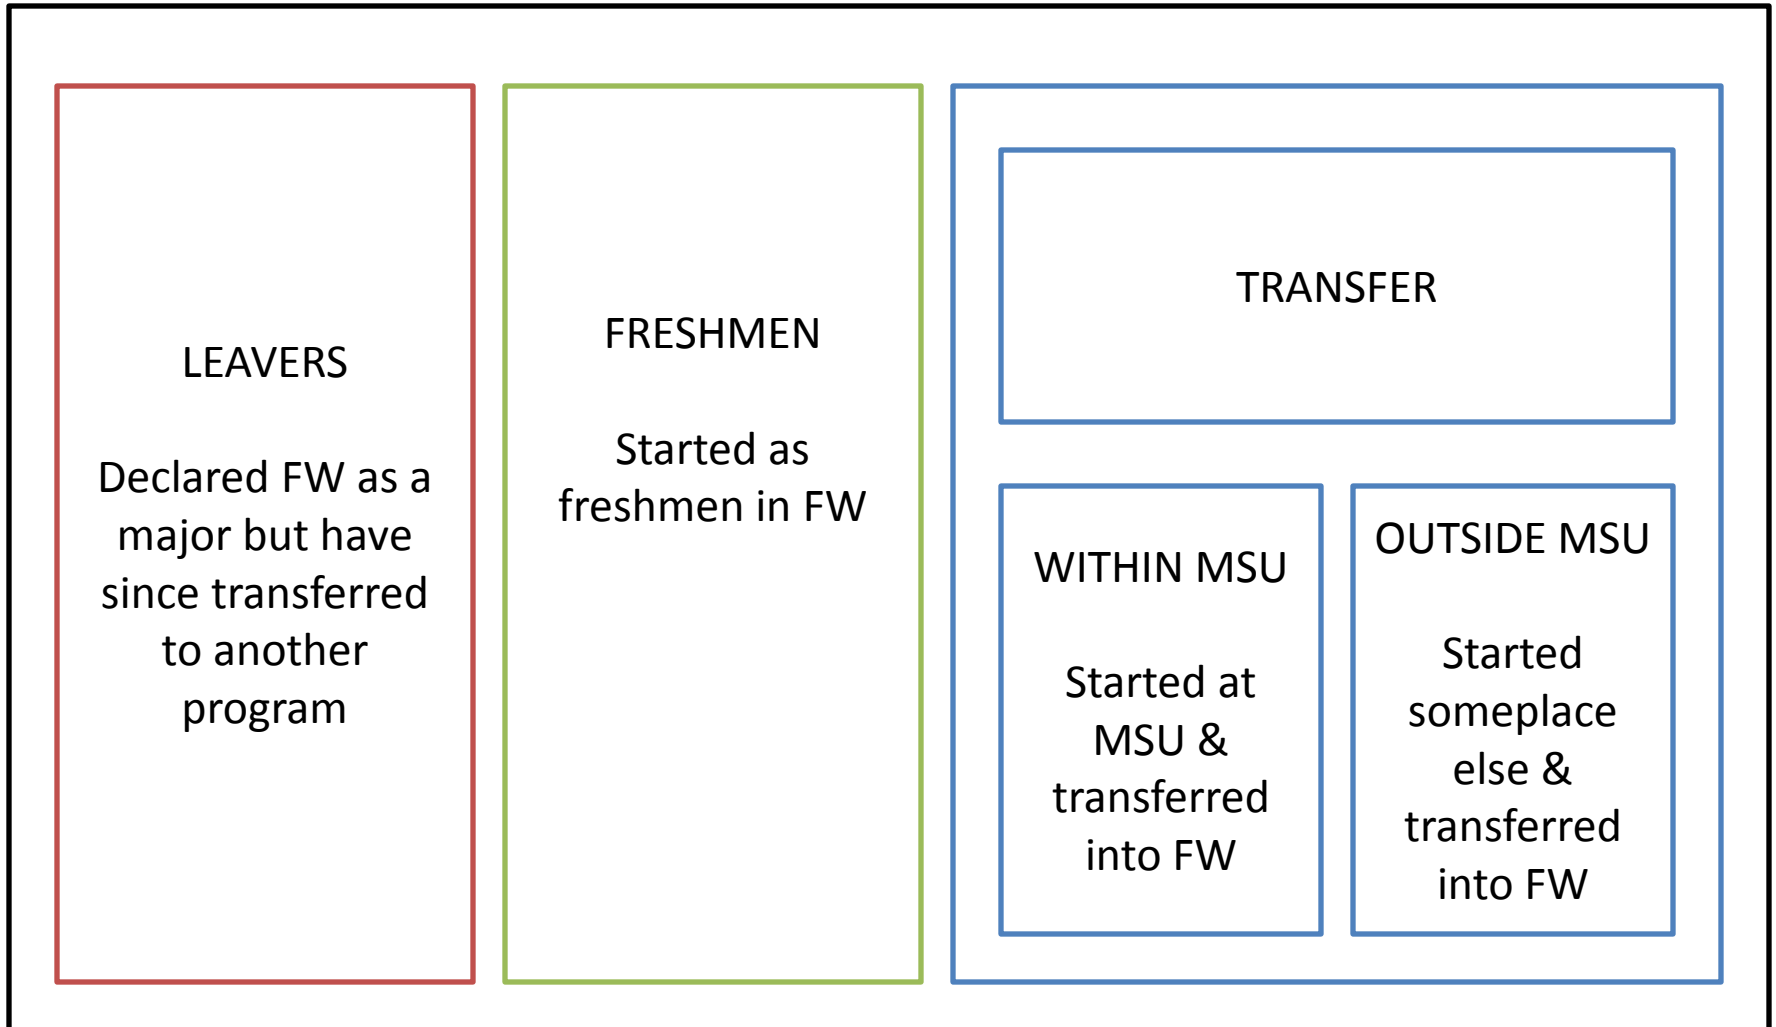 LEAVERS
Declared FW as a
major but have
since transferred
to another
program
FRESHMEN
Started as
freshmen in FW
TRANSFER
WITHIN MSU
Started at
MSU &
transferred
into FW
OUTSIDE MSU
Started
someplace
else &
transferred
into FW